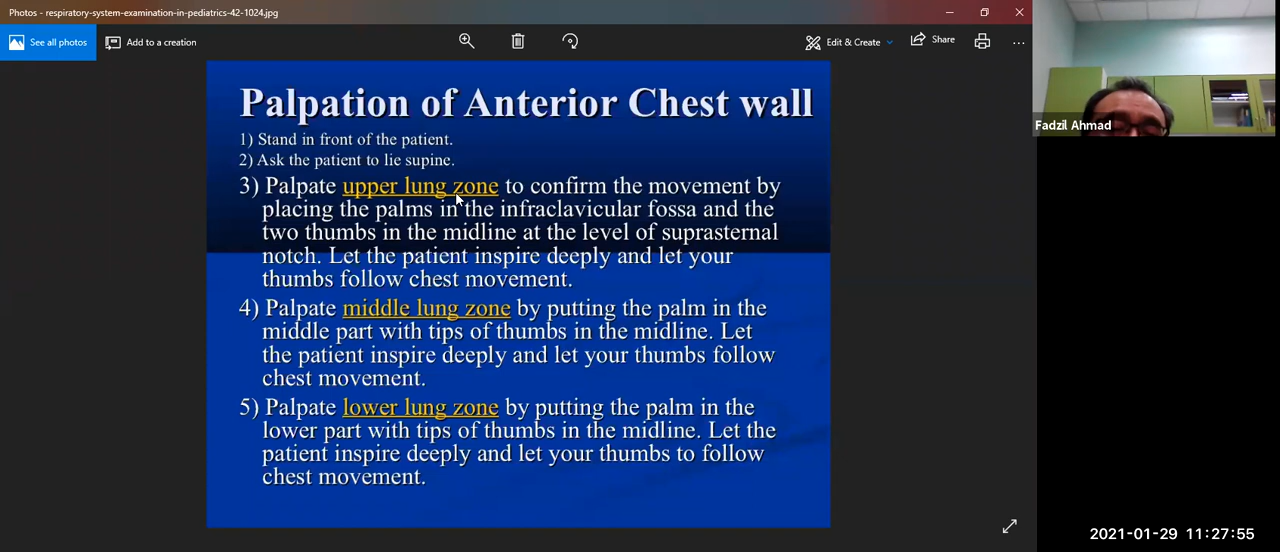 Photos - respiratory-system-examination-in-pediatrics-42-1024.jpg
See all photos
Add to a creation
Edit & Create
Share
Palpation of Anterior Chest wall
1) Stand in front of the patient.
2) Ask the patient to lie supine.
3) Palpate upper lung zone to confirm the movement by
placing the palms in the infraclavicular fossa and the
two thumbs in the midline at the level of suprasternal
notch. Let the patient inspire deeply and let your
thumbs follow chest movement.
4) Palpate middle lung zone by putting the palm in the
middle part with tips of thumbs in the midline. Let
the patient inspire deeply and let your thumbs follow
chest movement.
5) Palpate lower lung zone by putting the palm in the
lower part with tips of thumbs in the midline. Let the
patient inspire deeply and let your thumbs to follow
chest movement.
Fadzil Ahmad
2021-01-29 11:27:55